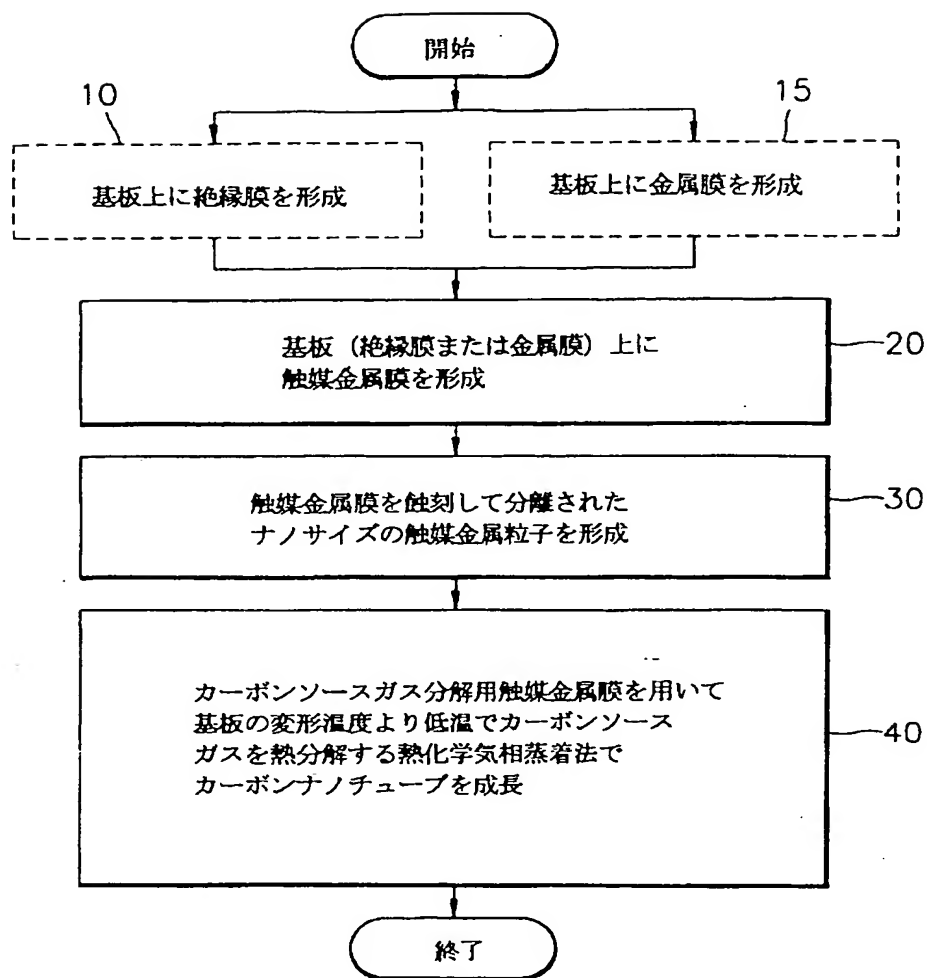 開始
10
15
基板上に絶縁膜を形成
基板上に金属膜を形成
基板（絶縁膜または金属膜）上に
触媒金属膜を形成
20
触媒金属膜を蝕刻して分離された
ナノサイズの触媒金属粒子を形成
30
カーボンソースガス分解用触媒金属膜を用いて
基板の変形温度より低温でカーボンソース
ガスを熱分解する熱化学気相蒸着法で
カーボンナノチューブを成長
40
終了